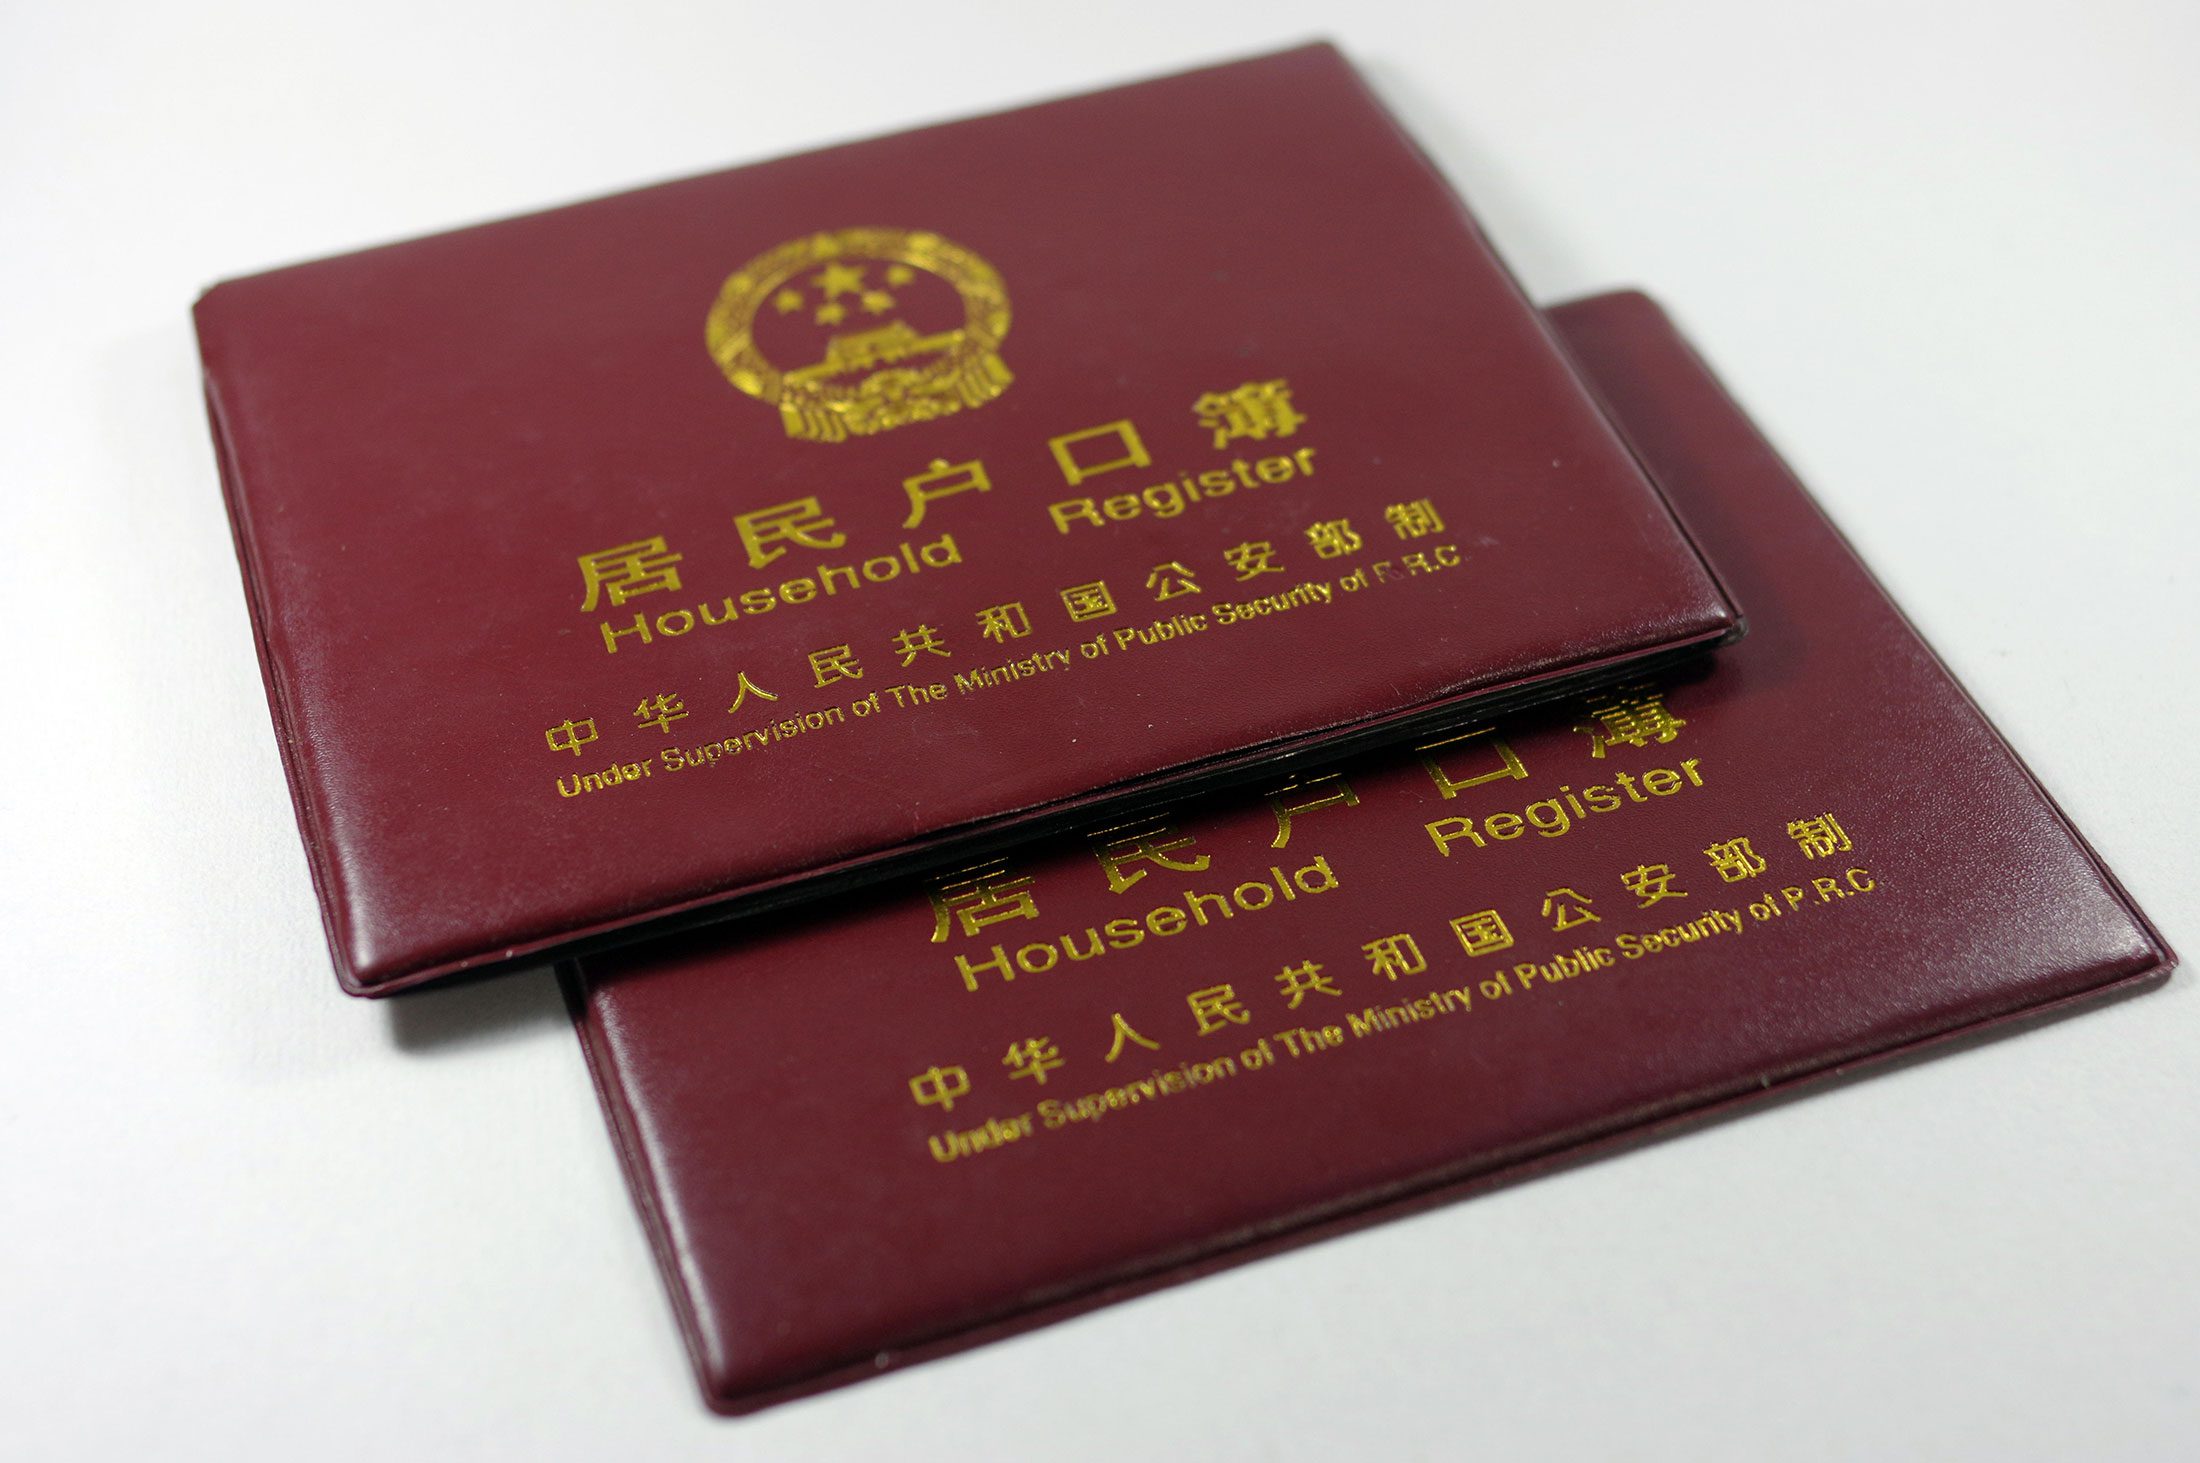 居民户口簿
Household Register
中华人民共和国公安部制
Under Supervision of The Ministry of Public Security of P.R.C.
居民户口簿
Household Register
中华人民共和国公安部制
Under Supervision of The Ministry of Public Security of P.R.C